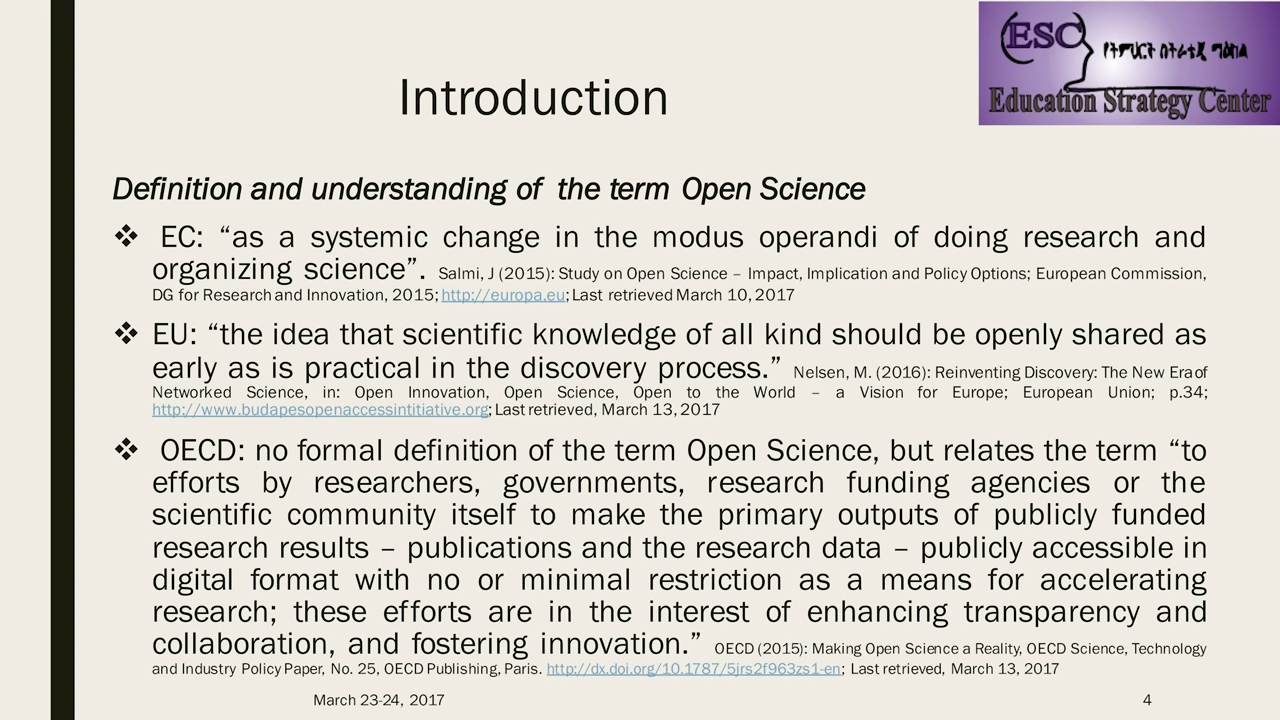 ESC
Education Strategy Center
Introduction
Definition and understanding of the term Open Science
❖ EC: “as a systemic change in the modus operandi of doing research and
organizing science”. Salmi, J (2015): Study on Open Science – Impact, Implication and Policy Options; European Commission,
DG for Research and Innovation, 2015; http://europa.eu; Last retrieved March 10, 2017
❖ EU: “the idea that scientific knowledge of all kind should be openly shared as
early as is practical in the discovery process.” Nelsen, M. (2016): Reinventing Discovery: The New Era of
Networked Science, in: Open Innovation, Open Science, Open to the World – a Vision for Europe; European Union; p.34;
http://www.budapesopenaccessintitiative.org; Last retrieved, March 13, 2017
❖ OECD: no formal definition of the term Open Science, but relates the term “to
efforts by researchers, governments, research funding agencies or the
scientific community itself to make the primary outputs of publicly funded
research results – publications and the research data – publicly accessible in
digital format with no or minimal restriction as a means for accelerating
research; these efforts are in the interest of enhancing transparency and
collaboration, and fostering innovation.” OECD (2015): Making Open Science a Reality, OECD Science, Technology
and Industry Policy Paper, No. 25, OECD Publishing, Paris. http://dx.doi.org/10.1787/5jrs2f963zs1-en; Last retrieved, March 13, 2017
March 23-24, 2017
4